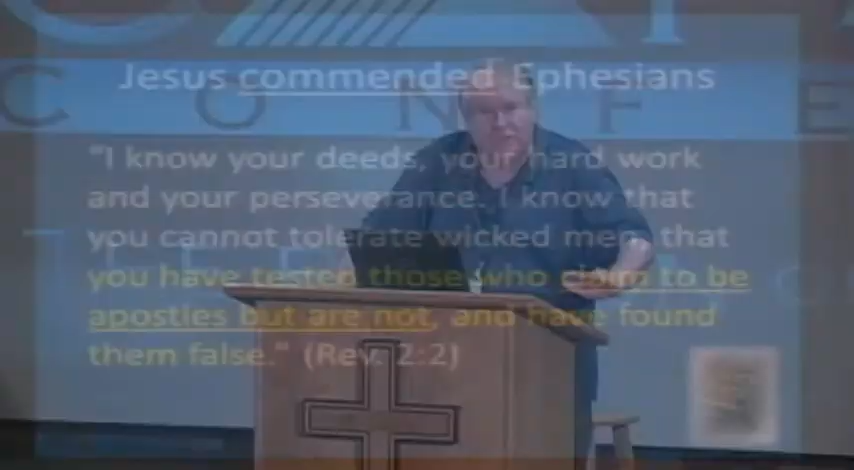 CONFE
Jesus commended Ephesians
"I know your deeds, your hard work
and your perseverance. I know that
you cannot tolerate wicked men, that
you have tested those who claim to be
apostles but are not, and have found
them false." (Rev. 2:2)